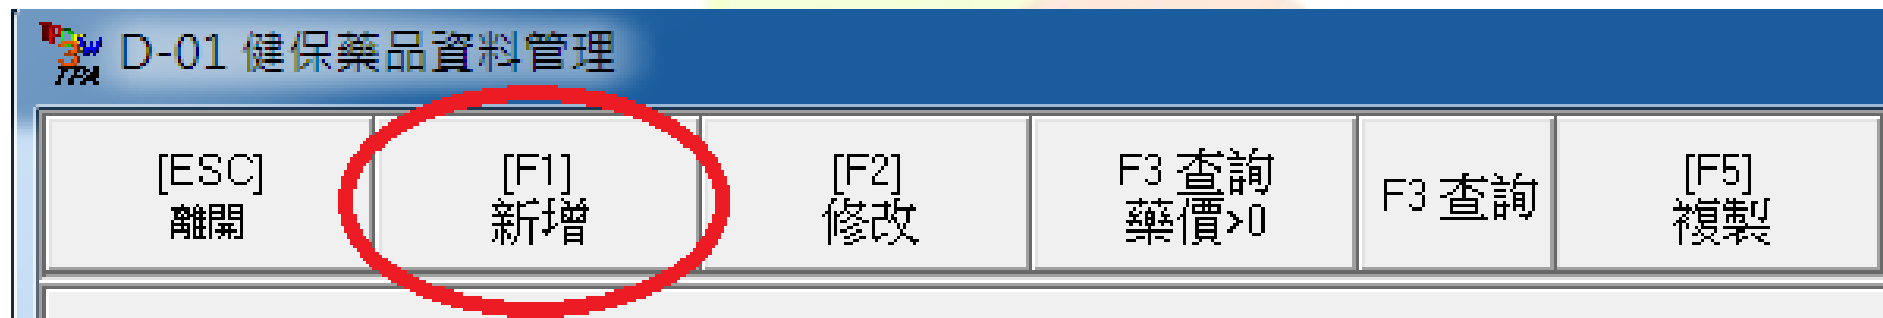 D-01 健保藥品資料管理
[ESC]
離開
[F1]
新增
[F2]
修改
F3 查詢
藥價>0
F3 查詢
[F5]
複製